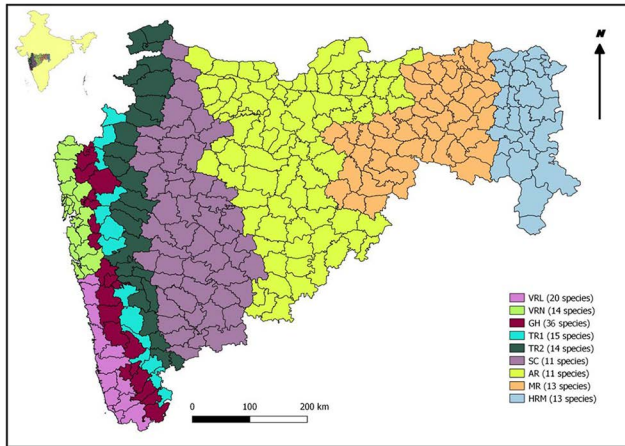 N
VRL (20 species)
VRN (14 species)
GH (36 species)
TR1 (15 species)
TR2 (14 species)
SC (11 species)
AR (11 species)
MR (13 species)
HRM (13 species)
0 100 200 km